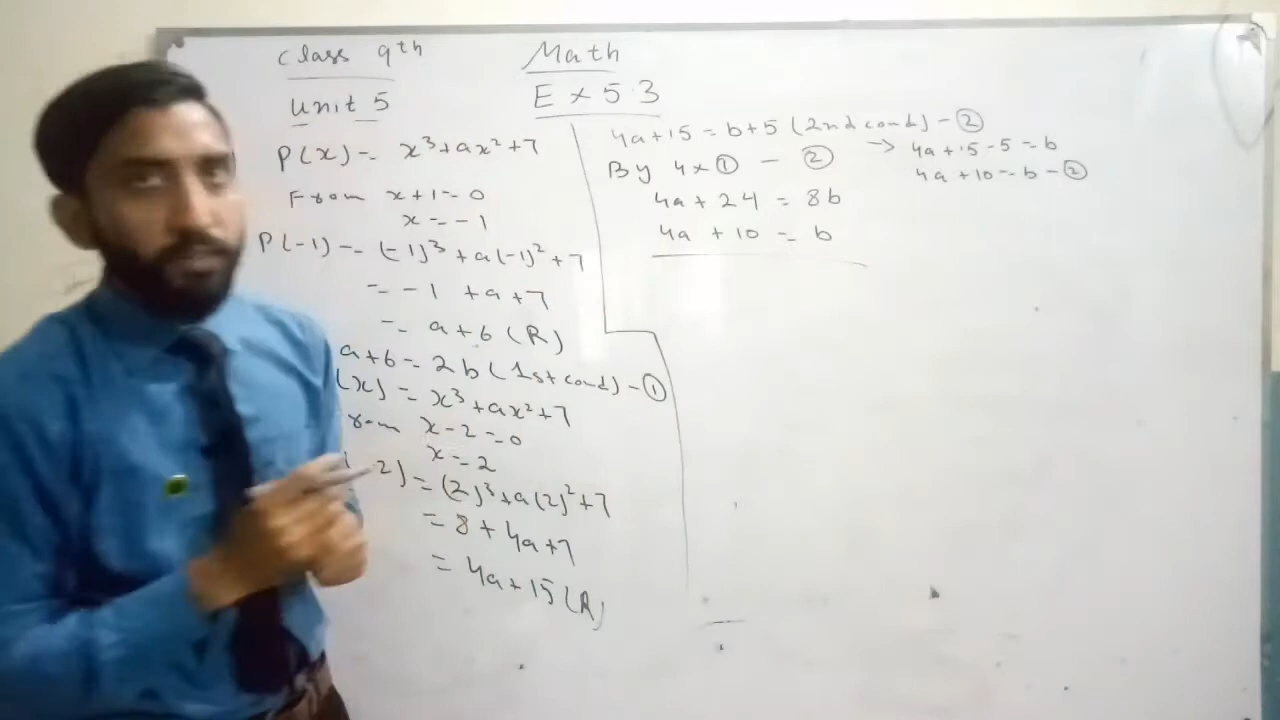 Class 9th
Math
Unit 5
Ex 5.3
P(x) = x³+ax²+7
From x+1=0
x=-1
P(-1) = (-1)³+a(-1)²+7
= -1 +a+7
= a+6 (R)
a+6 = 2b (1st cond) - ①
(x) = x³+ax²+7
rom x-2=0
x=2
2) = (2)³+a(2)²+7
= 8+4a+7
= 4a+15 (R)
4a+15=b+5 (2nd cond) - ②
→ 4a+15-5=b
4a+10=b-②
By 4×① - ②
4a+24 = 8b
4a+10 = b